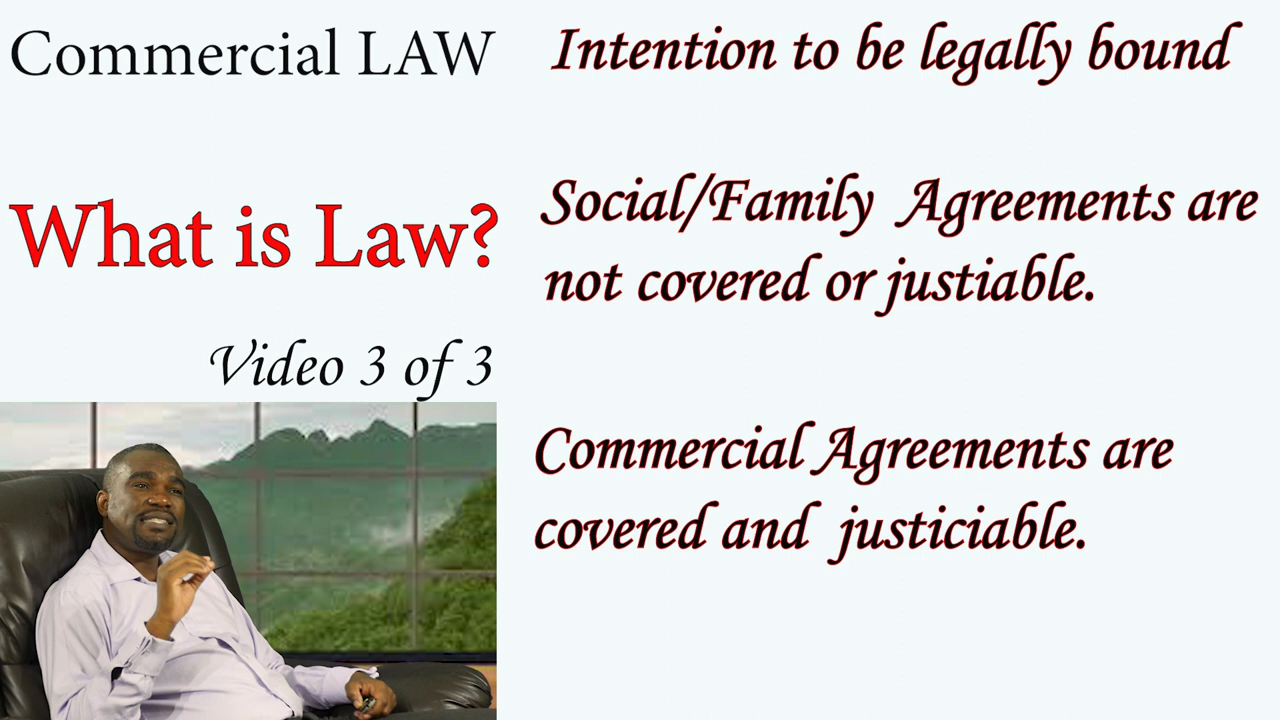 Commercial LAW
What is Law?
Video 3 of 3
Intention to be legally bound
Social/Family Agreements are
not covered or justiable.
Commercial Agreements are
covered and justiciable.